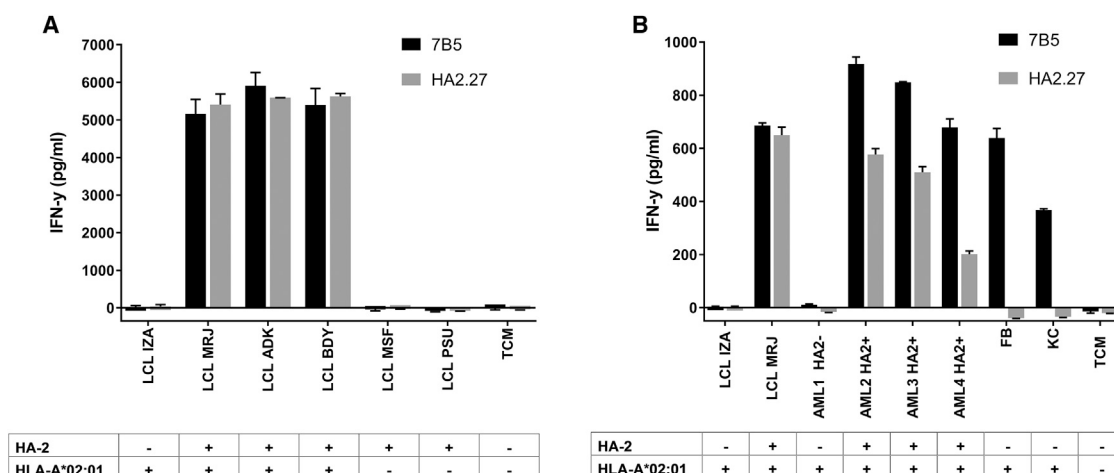 A
7B5
HA2.27
IFN-y (pg/ml)
7000
6000
5000
4000
3000
2000
1000
0
LCL IZA
LCL MRJ
LCL ADK
LCL BDY
LCL MSF
LCL PSU
TCM
HA-2 - + + + + + -
HLA-A*02:01 + + + + - - -
B
7B5
HA2.27
IFN-y (pg/ml)
1000
800
600
400
200
0
LCL IZA
LCL MRJ
AML1 HA2-
AML2 HA2+
AML3 HA2+
AML4 HA2+
FB
KC
TCM
HA-2 - + - + + + - - -
HLA-A*02:01 + + + + + + + + -